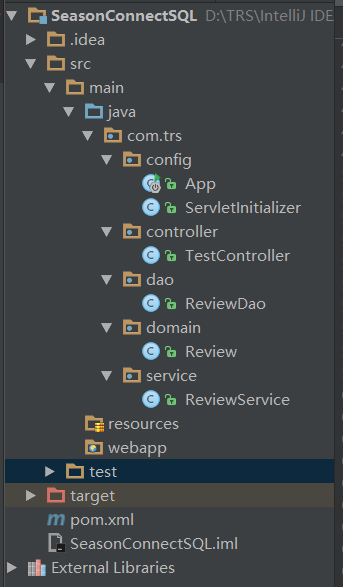 SeasonConnectSQL D:\TRS\IntelliJ IDE
.idea
src
main
java
com.trs
config
App
ServletInitializer
controller
TestController
dao
ReviewDao
domain
Review
service
ReviewService
resources
webapp
test
target
pom.xml
SeasonConnectSQL.iml
External Libraries